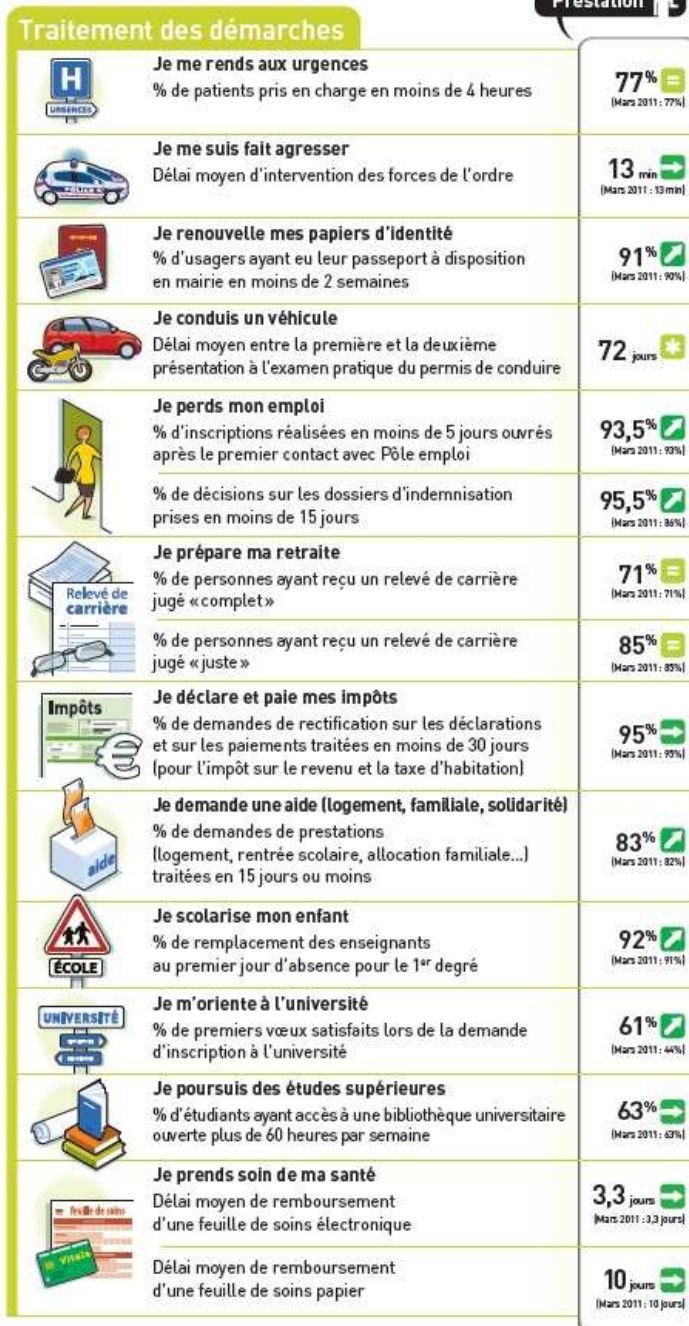 Prestation
Traitement des démarches
H
URGENCES
Je me rends aux urgences
% de patients pris en charge en moins de 4 heures
77% =
(Mars 2011 : 77%)
POLICE
Je me suis fait agresser
Délai moyen d'intervention des forces de l'ordre
13 min
(Mars 2011 : 13 min)
Je renouvelle mes papiers d'identité
% d'usagers ayant eu leur passeport à disposition
en mairie en moins de 2 semaines
91%
(Mars 2011 : 90%)
Je conduis un véhicule
Délai moyen entre la première et la deuxième
présentation à l'examen pratique du permis de conduire
72 jours *
Je perds mon emploi
% d'inscriptions réalisées en moins de 5 jours ouvrés
après le premier contact avec Pôle emploi
93,5%
(Mars 2011 : 93%)
% de décisions sur les dossiers d'indemnisation
prises en moins de 15 jours
95,5%
(Mars 2011 : 86%)
Relevé de
carrière
Je prépare ma retraite
% de personnes ayant reçu un relevé de carrière
jugé «complet»
71% =
(Mars 2011 : 71%)
% de personnes ayant reçu un relevé de carrière
jugé «juste»
85% =
(Mars 2011 : 85%)
Impôts
€
Je déclare et paie mes impôts
% de demandes de rectification sur les déclarations
et sur les paiements traitées en moins de 30 jours
(pour l'impôt sur le revenu et la taxe d'habitation)
95%
(Mars 2011 : 95%)
aide
Je demande une aide (logement, familiale, solidarité)
% de demandes de prestations
(logement, rentrée scolaire, allocation familiale...)
traitées en 15 jours ou moins
83%
(Mars 2011 : 82%)
ÉCOLE
Je scolarise mon enfant
% de remplacement des enseignants
au premier jour d'absence pour le 1er degré
92%
(Mars 2011 : 91%)
UNIVERSITÉ
Je m'oriente à l'université
% de premiers vœux satisfaits lors de la demande
d'inscription à l'université
61%
(Mars 2011 : 44%)
Je poursuis des études supérieures
% d'étudiants ayant accès à une bibliothèque universitaire
ouverte plus de 60 heures par semaine
63%
(Mars 2011 : 63%)
feuille de soins
Vitale
Je prends soin de ma santé
Délai moyen de remboursement
d'une feuille de soins électronique
3,3 jours
(Mars 2011 : 3,3 jours)
Délai moyen de remboursement
d'une feuille de soins papier
10 jours
(Mars 2011 : 10 jours)